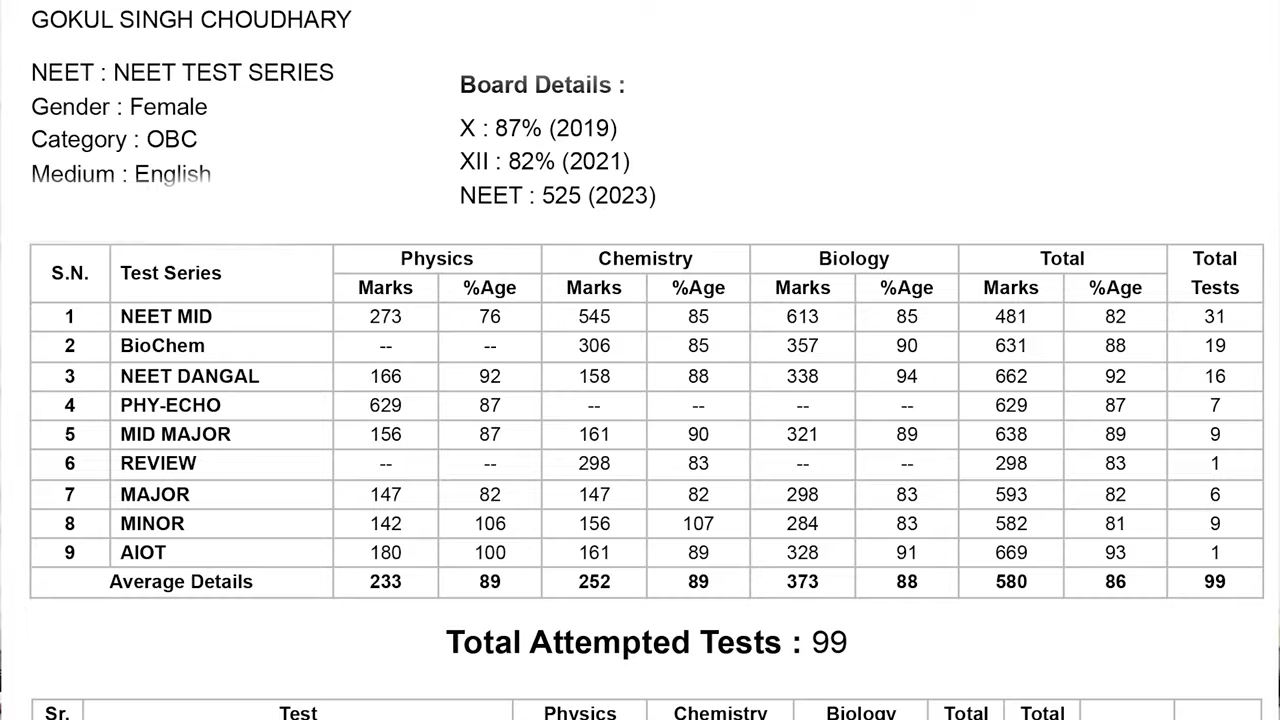 GOKUL SINGH CHOUDHARY
NEET : NEET TEST SERIES
Gender : Female
Category : OBC
Medium : English
Board Details :
X : 87% (2019)
XII : 82% (2021)
NEET : 525 (2023)
S.N. Test Series Physics Chemistry Biology Total Total Tests
Marks %Age Marks %Age Marks %Age Marks %Age
1 NEET MID 273 76 545 85 613 85 481 82 31
2 BioChem -- -- 306 85 357 90 631 88 19
3 NEET DANGAL 166 92 158 88 338 94 662 92 16
4 PHY-ECHO 629 87 -- -- -- -- 629 87 7
5 MID MAJOR 156 87 161 90 321 89 638 89 9
6 REVIEW -- -- 298 83 -- -- 298 83 1
7 MAJOR 147 82 147 82 298 83 593 82 6
8 MINOR 142 106 156 107 284 83 582 81 9
9 AIOT 180 100 161 89 328 91 669 93 1
Average Details 233 89 252 89 373 88 580 86 99
Total Attempted Tests : 99
Sr. Test Physics Chemistry Biology Total Total